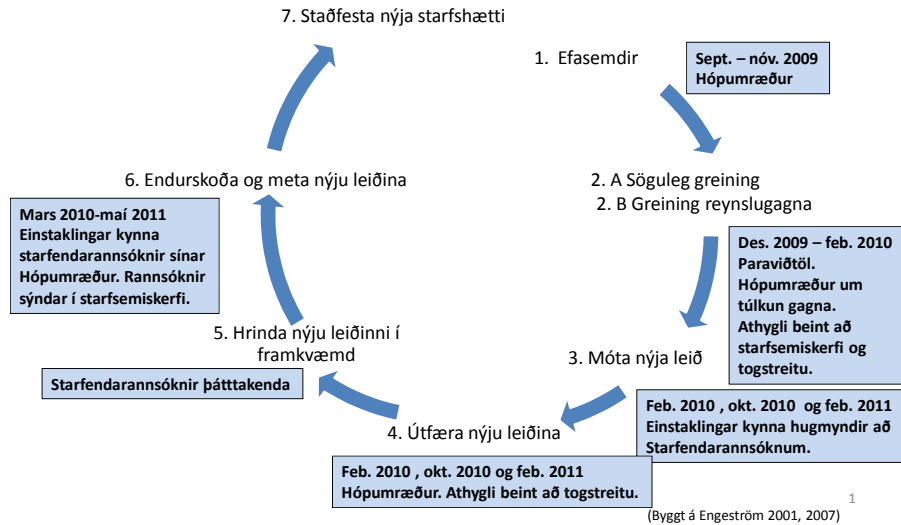 7. Staðfesta nýja starfshætti
1. Efasemdir
Sept. – nóv. 2009
Hópumræður
2. A Söguleg greining
2. B Greining reynslugagna
Des. 2009 – feb. 2010
Paraviðtöl.
Hópumræður um
túlkun gagna.
Athygli beint að
starfsemiskerfi og
togstreitu.
3. Móta nýja leið
Feb. 2010 , okt. 2010 og feb. 2011
Einstaklingar kynna hugmyndir að
Starfendarannsóknum.
4. Útfæra nýju leiðina
Feb. 2010 , okt. 2010 og feb. 2011
Hópumræður. Athygli beint að togstreitu.
5. Hrinda nýju leiðinni í
framkvæmd
Starfendarannsóknir þátttakenda
6. Endurskoða og meta nýju leiðina
Mars 2010-maí 2011
Einstaklingar kynna
starfendarannsóknir sínar
Hópumræður. Rannsóknir
sýndar í starfsemiskerfi.
1
(Byggt á Engeström 2001, 2007)